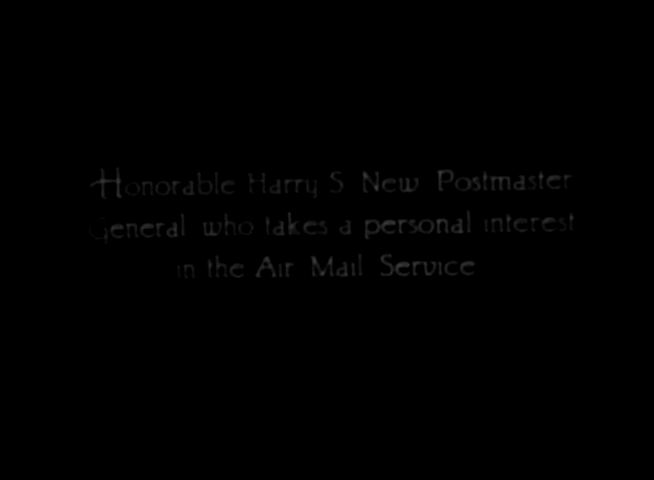 Honorable Harry S New Postmaster
General who takes a personal interest
in the Air Mail Service